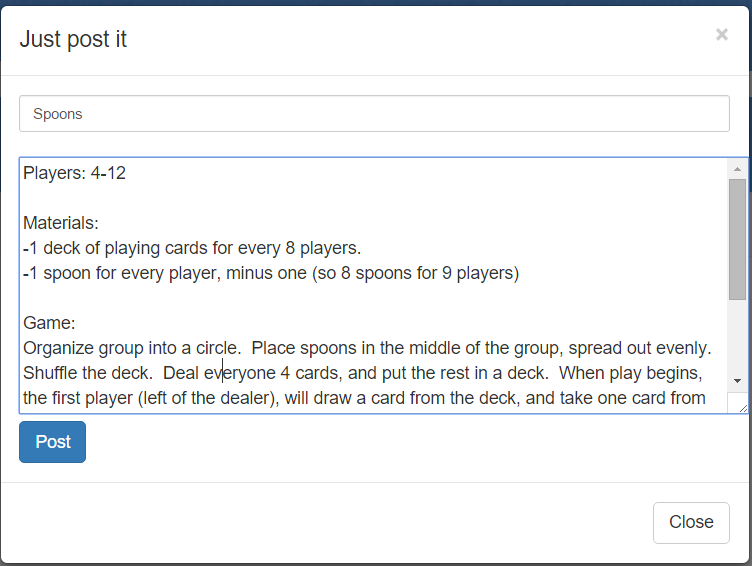 Just post it
×
Spoons
Players: 4-12
Materials:
-1 deck of playing cards for every 8 players.
-1 spoon for every player, minus one (so 8 spoons for 9 players)
Game:
Organize group into a circle.  Place spoons in the middle of the group, spread out evenly.
Shuffle the deck.  Deal everyone 4 cards, and put the rest in a deck.  When play begins,
the first player (left of the dealer), will draw a card from the deck, and take one card from
Post
Close